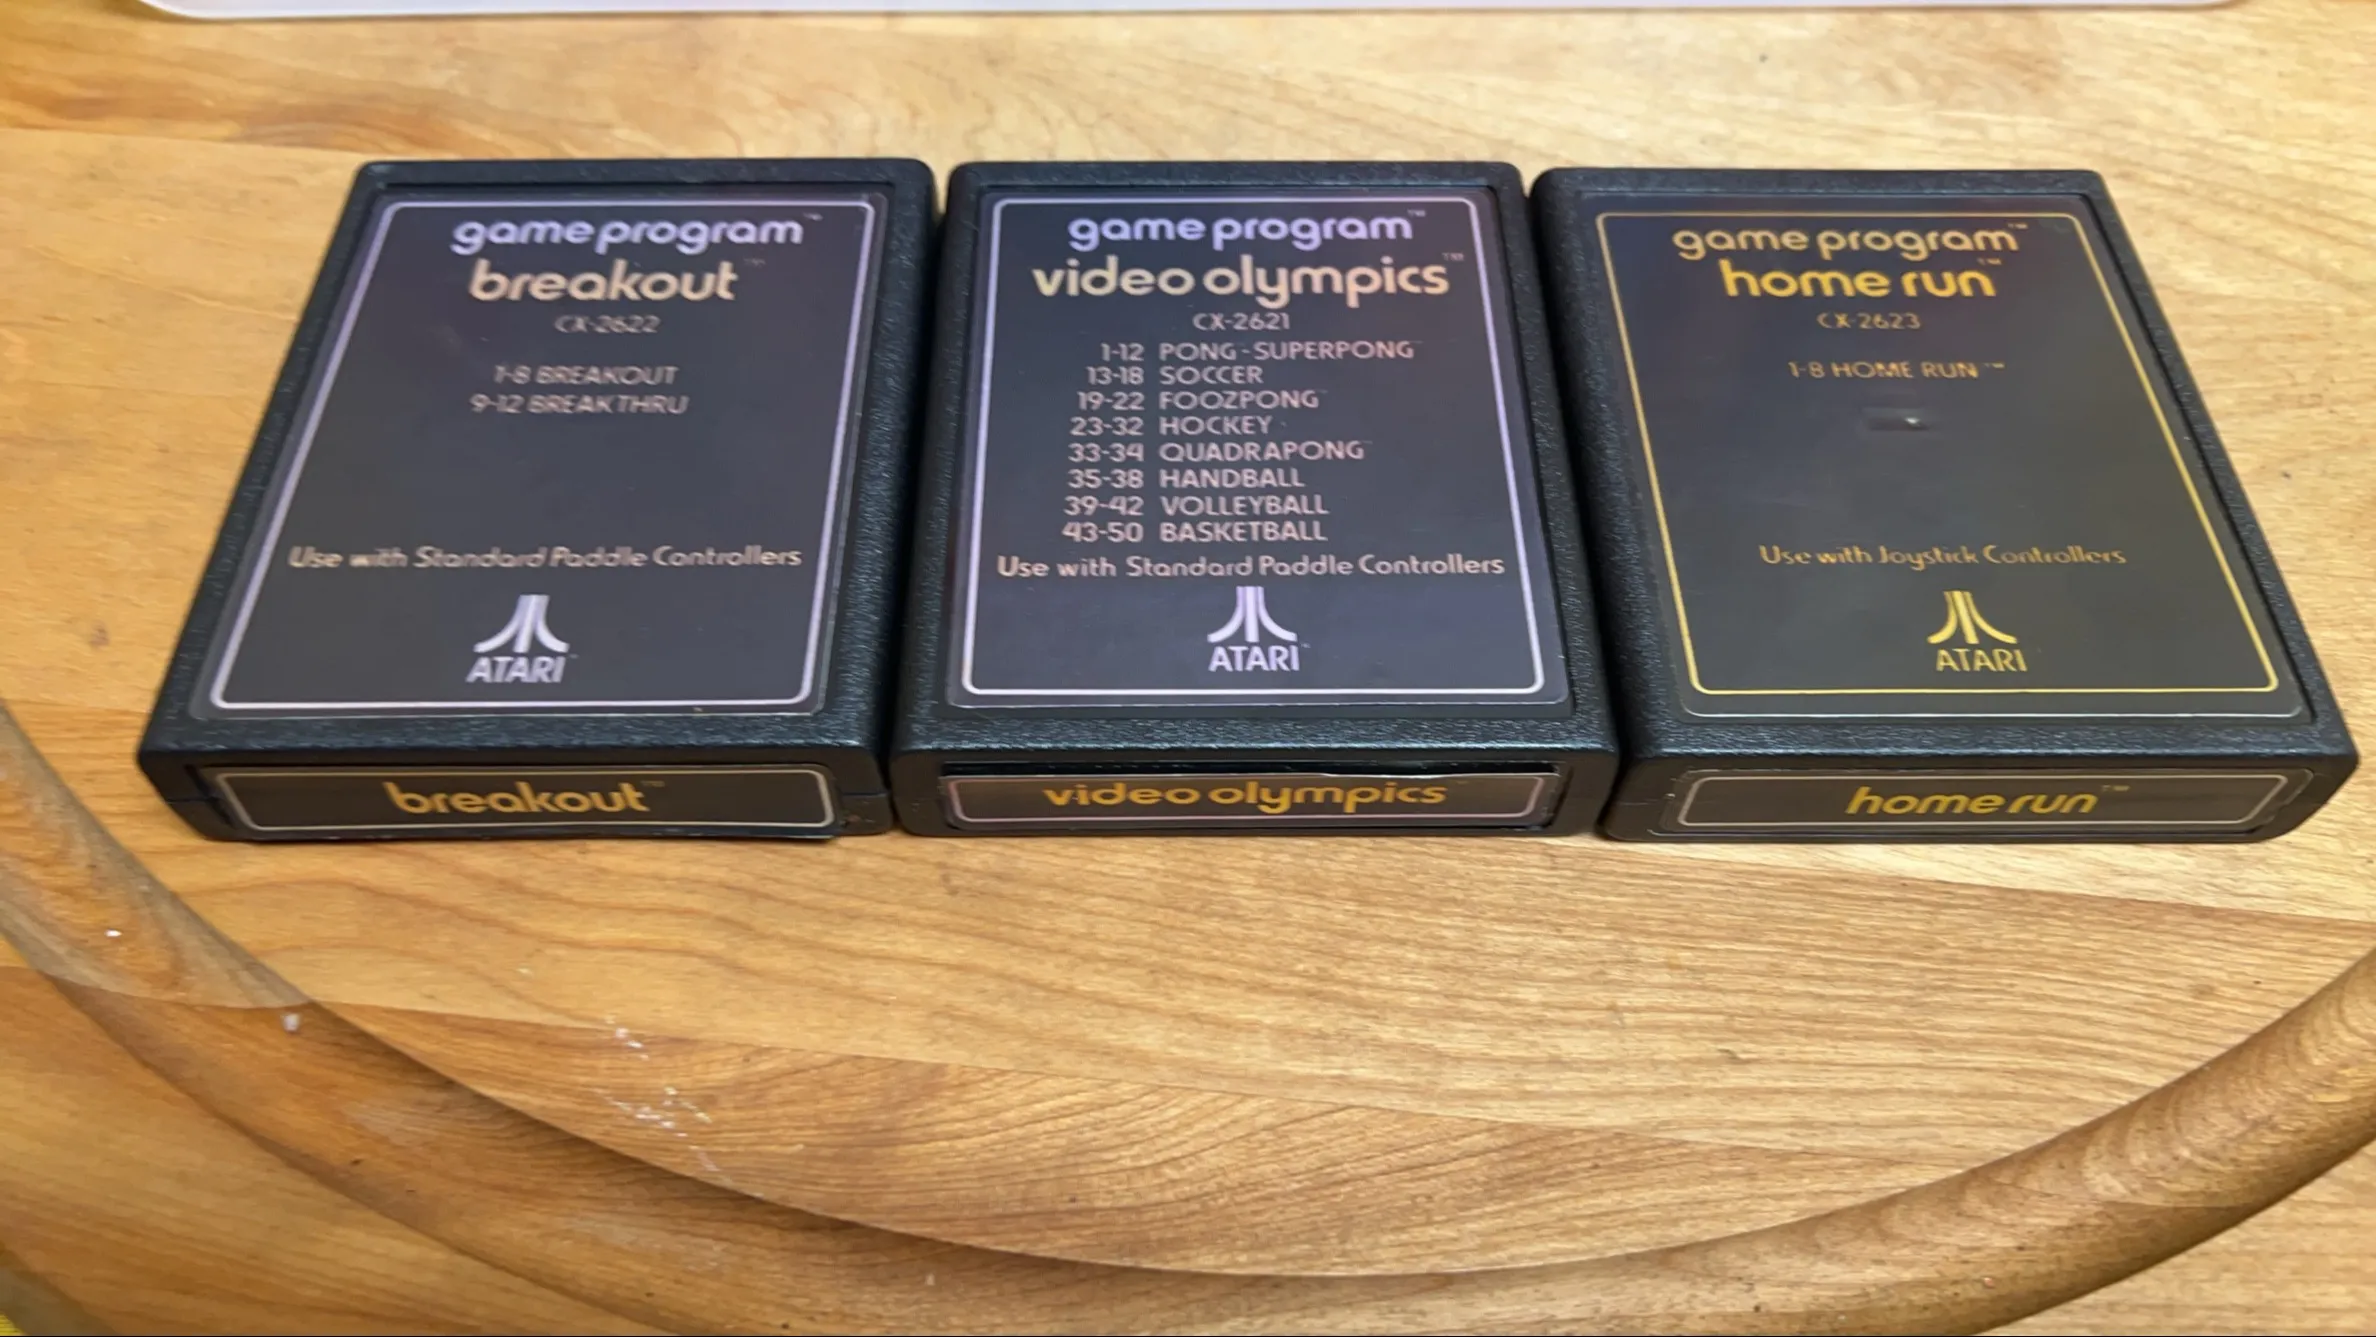 game program™
breakout™
CX-2622
1-8 BREAKOUT
9-12 BREAKTHRU
Use with Standard Paddle Controllers
ATARI™
breakout™
game program™
video olympics™
CX-2621
1-12 PONG-SUPERPONG™
13-18 SOCCER
19-22 FOOZPONG™
23-32 HOCKEY
33-34 QUADRAPONG™
35-38 HANDBALL
39-42 VOLLEYBALL
43-50 BASKETBALL
Use with Standard Paddle Controllers
ATARI™
video olympics™
game program™
home run™
CX-2623
1-8 HOME RUN™
Use with Joystick Controllers
ATARI
home run™